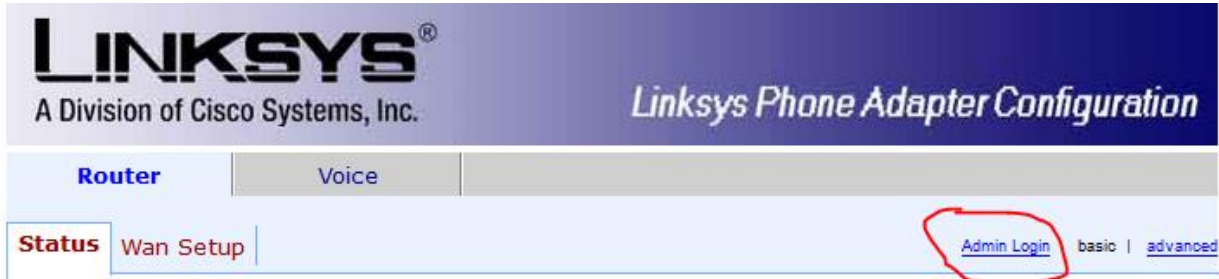 LINKSYS®
A Division of Cisco Systems, Inc.
Linksys Phone Adapter Configuration
Router Voice
Status Wan Setup Admin Login basic | advanced